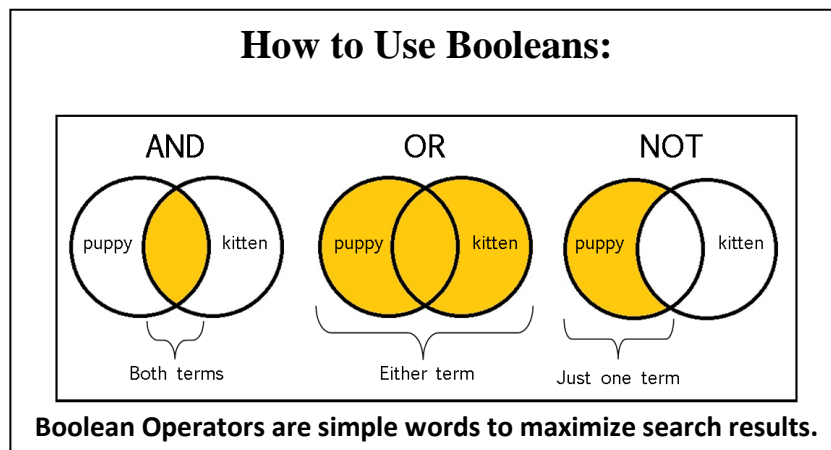 How to Use Booleans:
AND OR NOT
puppy kitten puppy kitten puppy kitten
Both terms Either term Just one term
Boolean Operators are simple words to maximize search results.